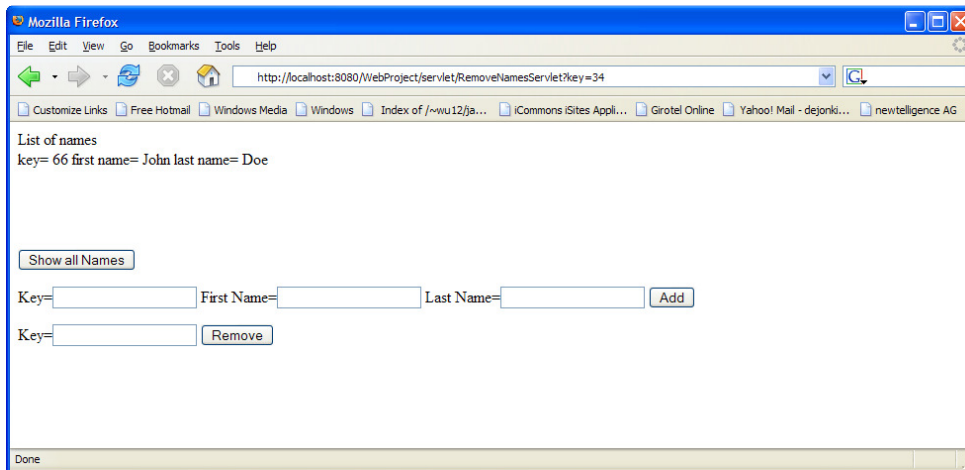 Mozilla Firefox
File Edit View Go Bookmarks Tools Help
http://localhost:8080/WebProject/servlet/RemoveNamesServlet?key=34
G
Customize Links Free Hotmail Windows Media Windows Index of /~wu12/ja... iCommons iSites Appli... Girotel Online Yahoo! Mail - dejonki... newtelligence AG
List of names
key= 66 first name= John last name= Doe
Show all Names
Key= First Name= Last Name= Add
Key= Remove
Done